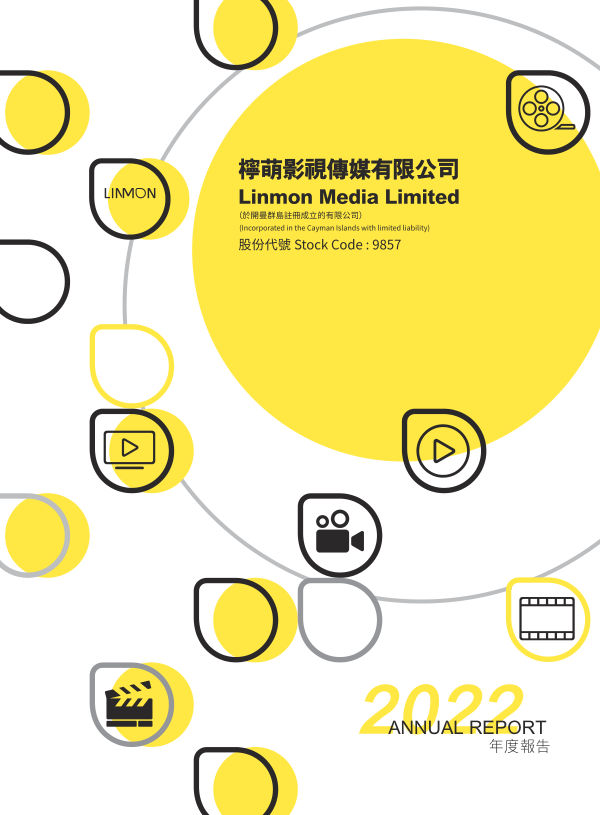 LINMON
檸萌影視傳媒有限公司
Linmon Media Limited
(於開曼群島註冊成立的有限公司)
(Incorporated in the Cayman Islands with limited liability)
股份代號 Stock Code : 9857
2022
ANNUAL REPORT
年度報告